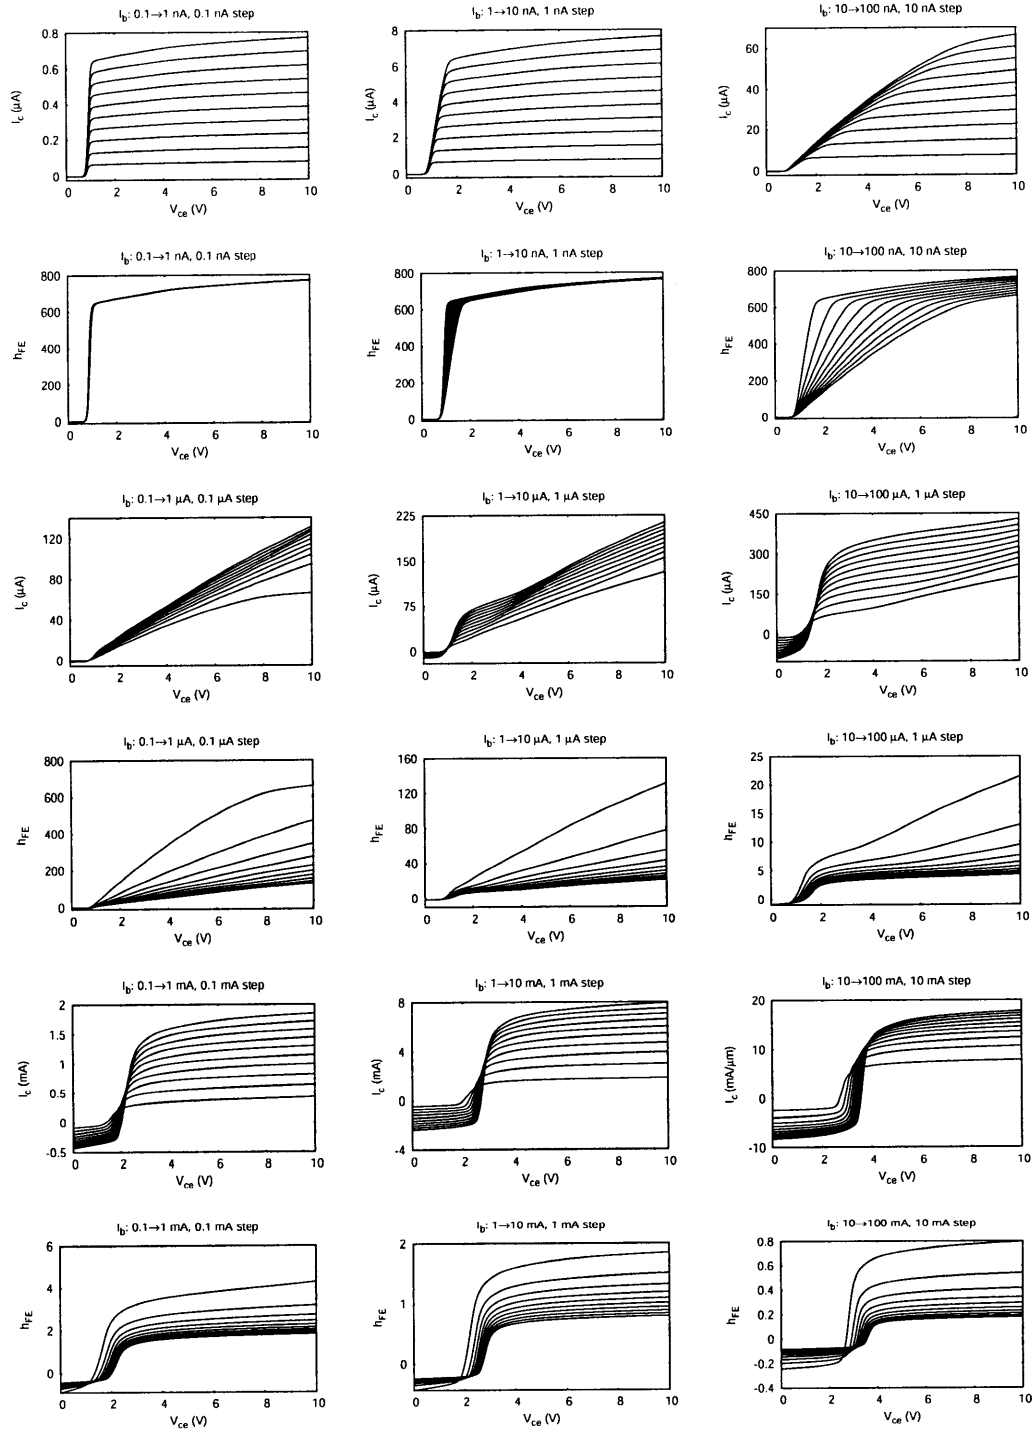 I_b: 0.1→1 nA, 0.1 nA step
0.8
0.6
0.4
0.2
0
I_c (μA)
0 2 4 6 8 10
V_ce (V)
I_b: 1→10 nA, 1 nA step
8
6
4
2
0
I_c (μA)
0 2 4 6 8 10
V_ce (V)
I_b: 10→100 nA, 10 nA step
60
40
20
0
I_c (μA)
0 2 4 6 8 10
V_ce (V)
I_b: 0.1→1 nA, 0.1 nA step
800
600
400
200
0
h_FE
0 2 4 6 8 10
V_ce (V)
I_b: 1→10 nA, 1 nA step
800
600
400
200
0
h_FE
0 2 4 6 8 10
V_ce (V)
I_b: 10→100 nA, 10 nA step
800
600
400
200
0
h_FE
0 2 4 6 8 10
V_ce (V)
I_b: 0.1→1 μA, 0.1 μA step
120
80
40
0
I_c (μA)
0 2 4 6 8 10
V_ce (V)
I_b: 1→10 μA, 1 μA step
225
150
75
0
I_c (μA)
0 2 4 6 8 10
V_ce (V)
I_b: 10→100 μA, 1 μA step
450
300
150
0
I_c (μA)
0 2 4 6 8 10
V_ce (V)
I_b: 0.1→1 μA, 0.1 μA step
800
600
400
200
0
h_FE
0 2 4 6 8 10
V_ce (V)
I_b: 1→10 μA, 1 μA step
160
120
80
40
0
h_FE
0 2 4 6 8 10
V_ce (V)
I_b: 10→100 μA, 1 μA step
25
20
15
10
5
0
h_FE
0 2 4 6 8 10
V_ce (V)
I_b: 0.1→1 mA, 0.1 mA step
2
1.5
1
0.5
0
-0.5
I_c (mA)
0 2 4 6 8 10
V_ce (V)
I_b: 1→10 mA, 1 mA step
8
4
0
-4
I_c (mA)
0 2 4 6 8 10
V_ce (V)
I_b: 10→100 mA, 10 mA step
20
10
0
-10
I_c (mA/μm)
0 2 4 6 8 10
V_ce (V)
I_b: 0.1→1 mA, 0.1 mA step
6
4
2
0
h_FE
0 2 4 6 8 10
V_ce (V)
I_b: 1→10 mA, 1 mA step
2
1
0
h_FE
0 2 4 6 8 10
V_ce (V)
I_b: 10→100 mA, 10 mA step
0.8
0.6
0.4
0.2
0
-0.2
-0.4
h_FE
0 2 4 6 8 10
V_ce (V)